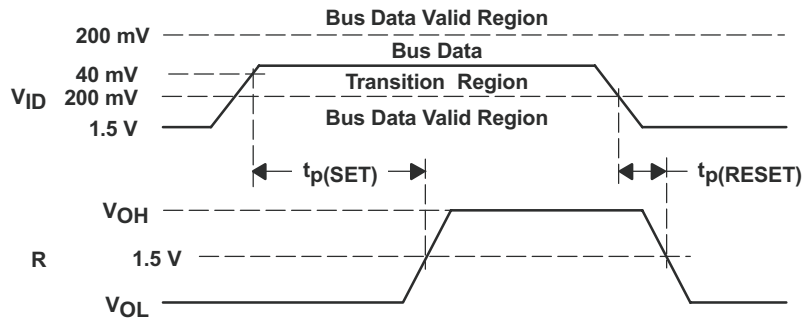 Bus Data Valid Region
200 mV
Bus Data
40 mV
Transition Region
VID
200 mV
Bus Data Valid Region
1.5 V
tp(SET)
tp(RESET)
VOH
R
1.5 V
VOL